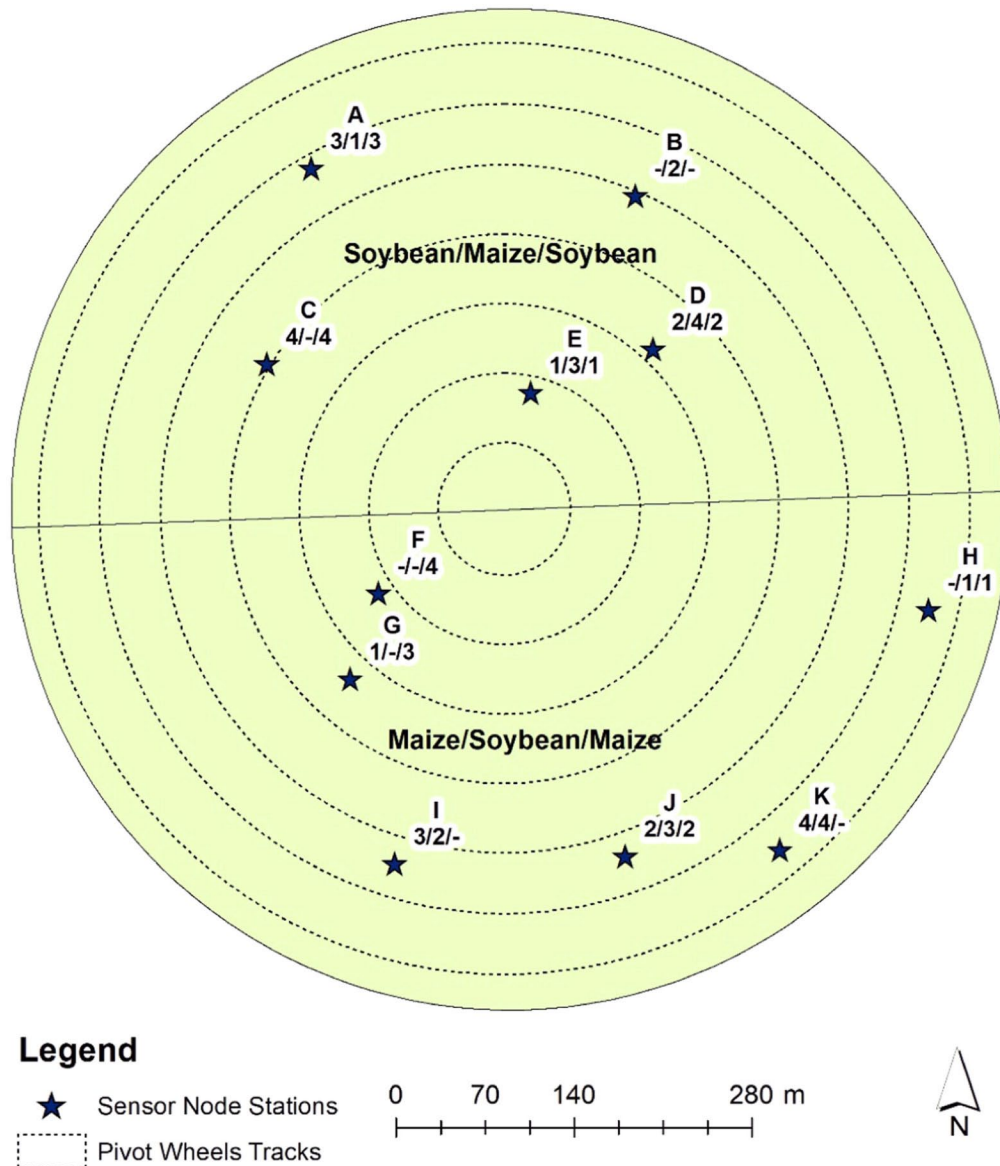 A
3/1/3
B
-/2/-
Soybean/Maize/Soybean
C
4/-/4
D
2/4/2
E
1/3/1
F
-/-/4
H
-/1/1
G
1/-/3
Maize/Soybean/Maize
I
3/2/-
J
2/3/2
K
4/4/-
Legend
Sensor Node Stations
Pivot Wheels Tracks
0 70 140 280 m
N